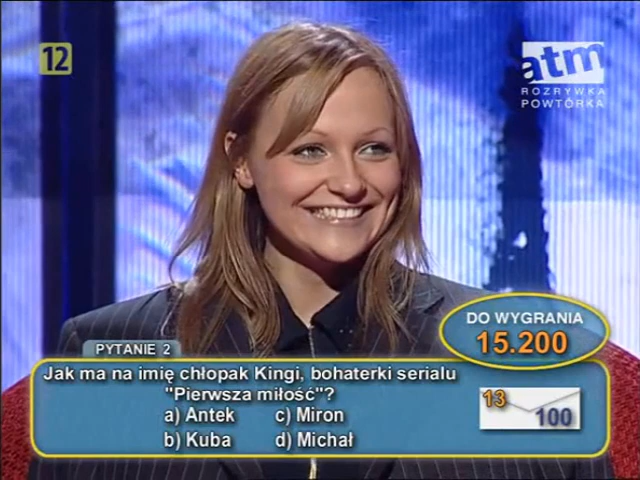 12
atm
ROZRYWKA
POWTÓRKA
DO WYGRANIA
15.200
PYTANIE 2
Jak ma na imię chłopak Kingi, bohaterki serialu
"Pierwsza miłość"?
a) Antek c) Miron
b) Kuba d) Michał
13
100